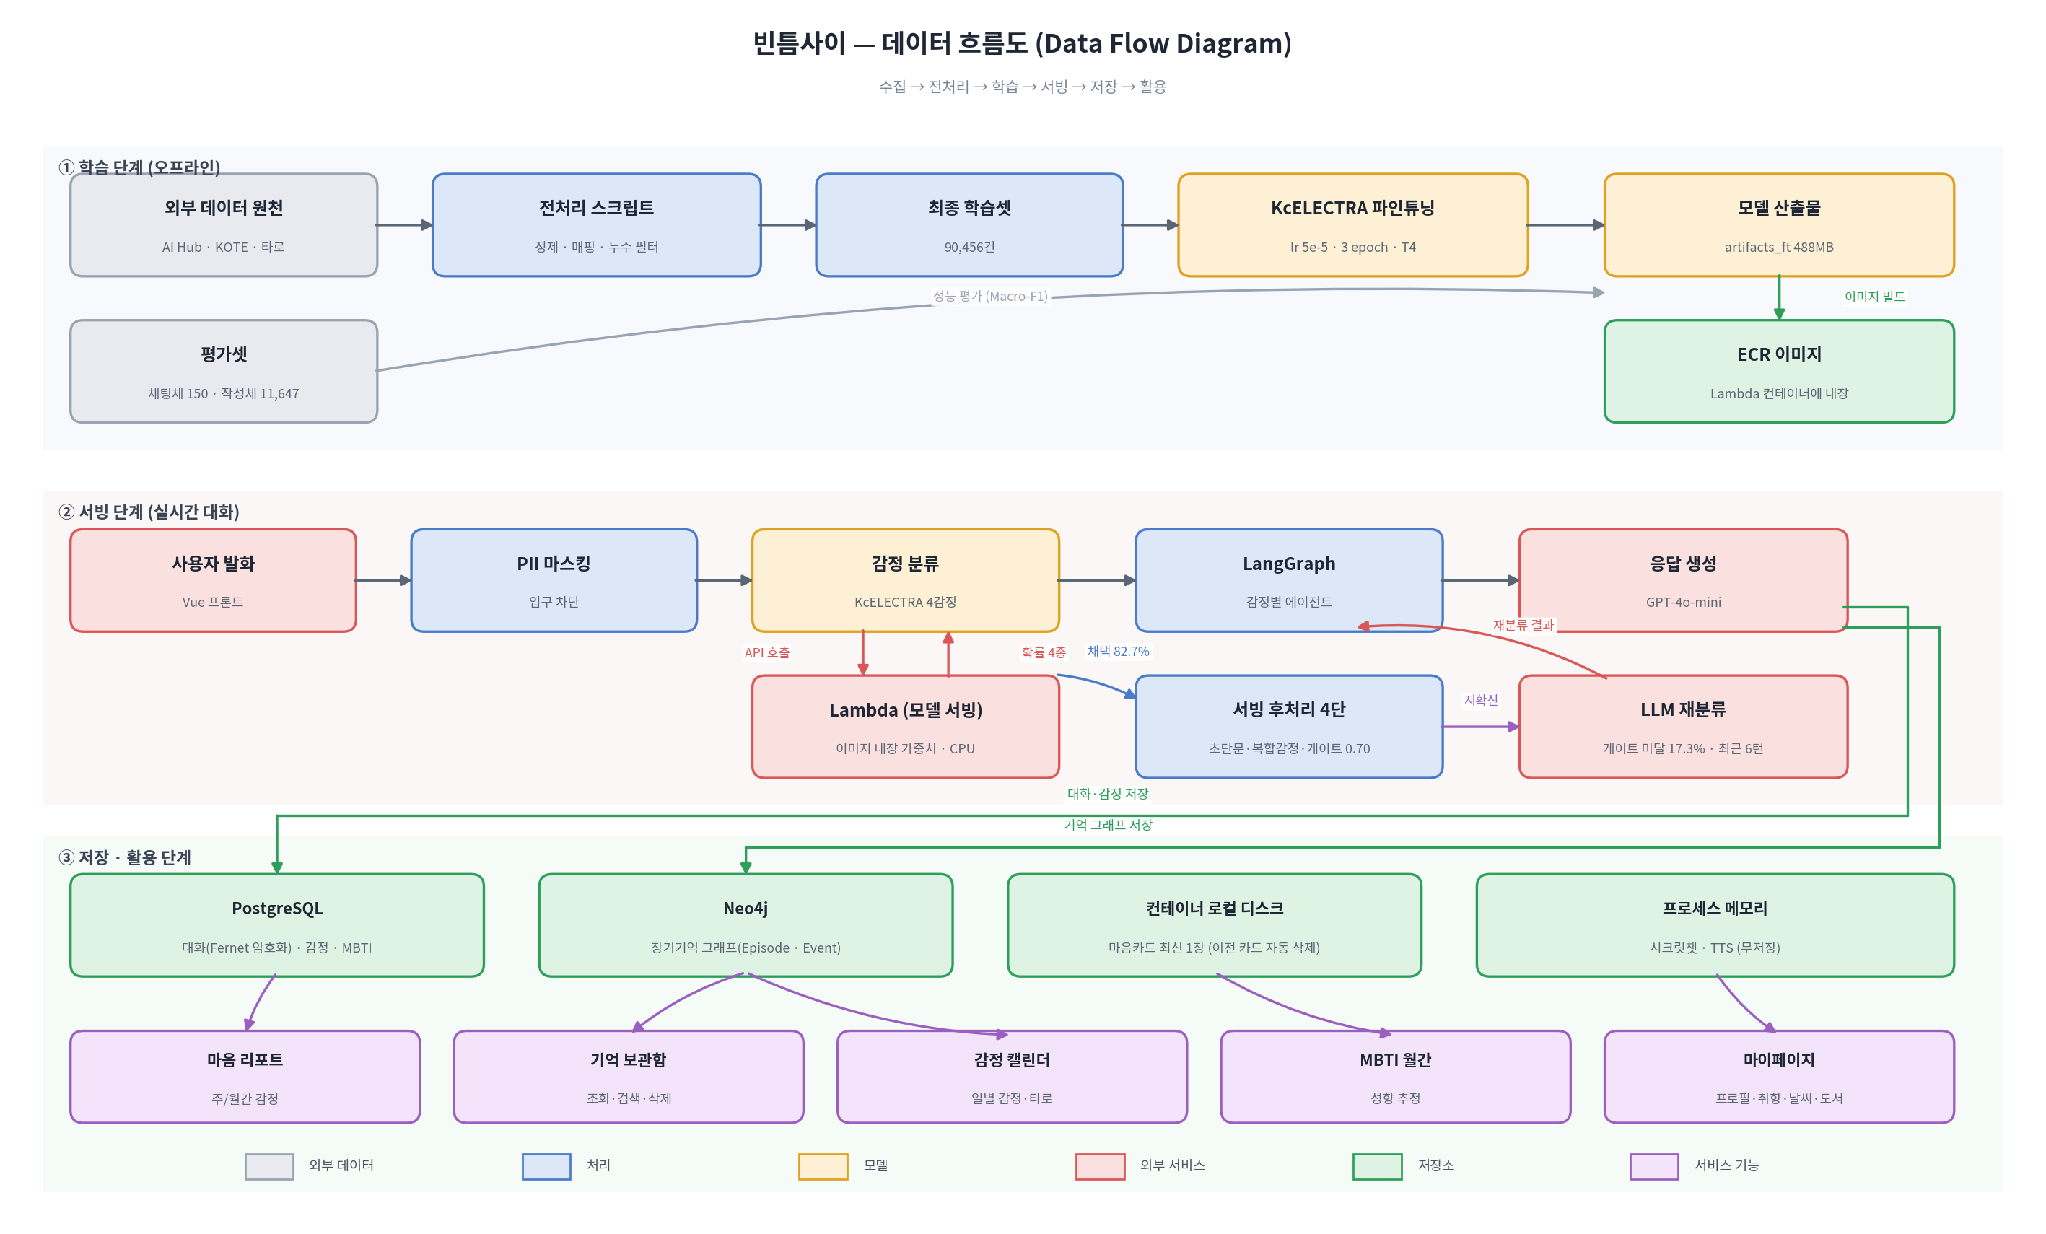 빈틈사이 — 데이터 흐름도 (Data Flow Diagram)
수집 → 전처리 → 학습 → 서빙 → 저장 → 활용
① 학습 단계 (오프라인)
외부 데이터 원천
AI Hub · KOTE · 타로
전처리 스크립트
정제 · 매핑 · 누수 필터
최종 학습셋
90,456건
KcELECTRA 파인튜닝
lr 5e-5 · 3 epoch · T4
모델 산출물
artifacts_ft 488MB
성능 평가 (Macro-F1)
이미지 빌드
평가셋
채팅체 150 · 작성체 11,647
ECR 이미지
Lambda 컨테이너에 내장
② 서빙 단계 (실시간 대화)
사용자 발화
Vue 프론트
PII 마스킹
입구 차단
감정 분류
KcELECTRA 4감정
LangGraph
감정별 에이전트
응답 생성
GPT-4o-mini
재분류 결과
API 호출
확률 4종
채택 82.7%
Lambda (모델 서빙)
이미지 내장 가중치 · CPU
서빙 후처리 4단
초단문·복합감정·게이트 0.70
저확신
LLM 재분류
게이트 미달 17.3% · 최근 6턴
대화·감정 저장
기억 그래프 저장
③ 저장 · 활용 단계
PostgreSQL
대화(Fernet 암호화) · 감정 · MBTI
Neo4j
장기기억 그래프(Episode · Event)
컨테이너 로컬 디스크
마음카드 최신 1장 (이전 카드 자동 삭제)
프로세스 메모리
시크릿챗 · TTS (무저장)
마음 리포트
주/월간 감정
기억 보관함
조회·검색·삭제
감정 캘린더
일별 감정·타로
MBTI 월간
성향 추정
마이페이지
프로필·취향·날씨·도서
외부 데이터
처리
모델
외부 서비스
저장소
서비스 기능